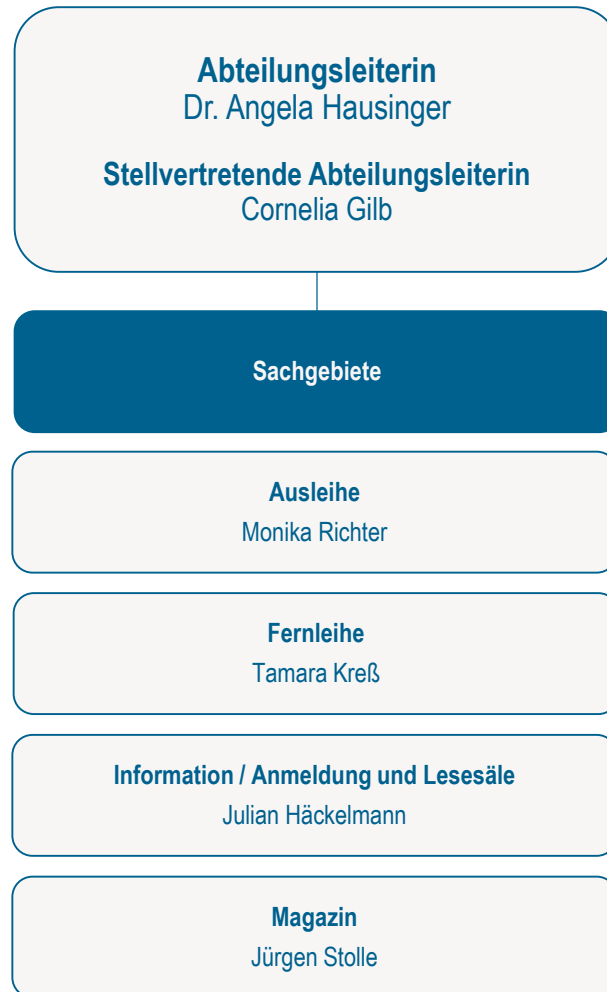 Abteilungsleiterin
Dr. Angela Hausinger
Stellvertretende Abteilungsleiterin
Cornelia Gilb
Sachgebiete
Ausleihe
Monika Richter
Fernleihe
Tamara Kreß
Information / Anmeldung und Lesesäle
Julian Häckelmann
Magazin
Jürgen Stolle